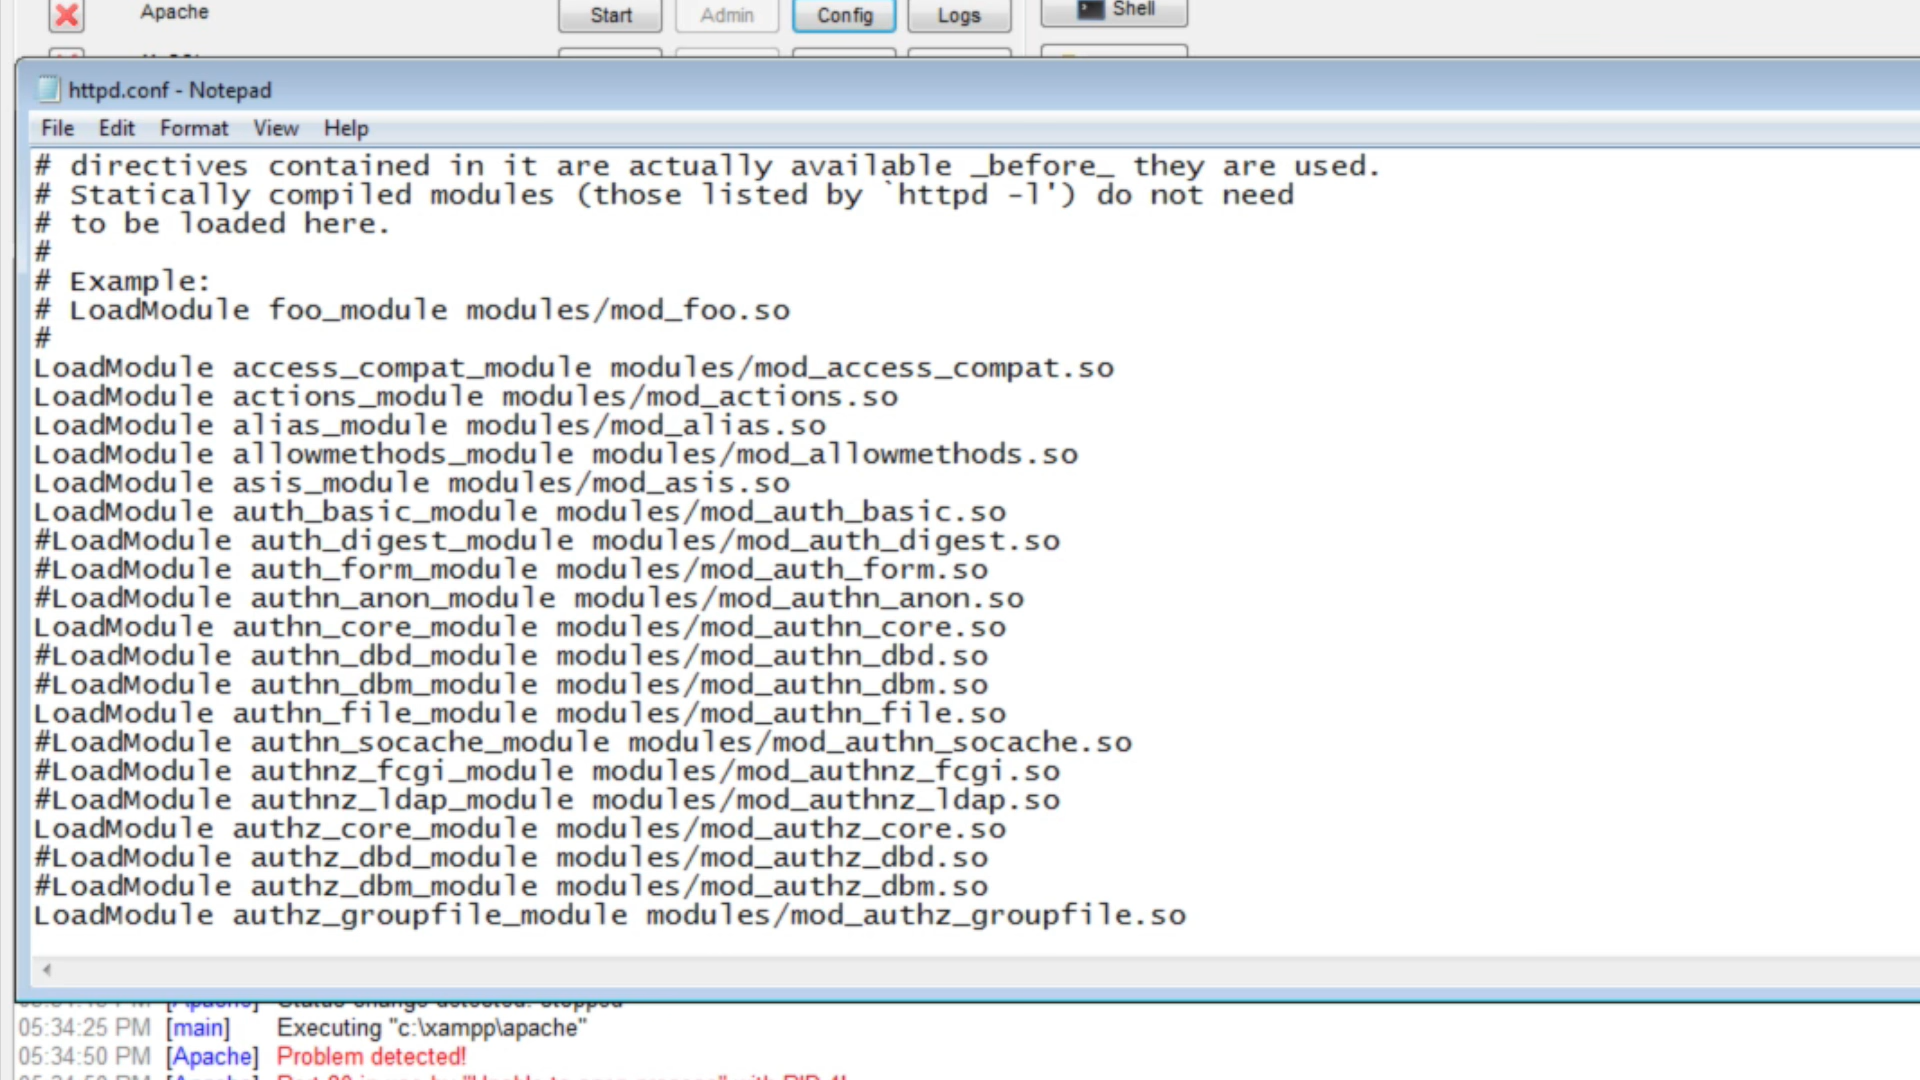 Apache
Start
Admin
Config
Logs
Shell
httpd.conf - Notepad
File Edit Format View Help
# directives contained in it are actually available _before_ they are used.
# Statically compiled modules (those listed by `httpd -l') do not need
# to be loaded here.
#
# Example:
# LoadModule foo_module modules/mod_foo.so
#
LoadModule access_compat_module modules/mod_access_compat.so
LoadModule actions_module modules/mod_actions.so
LoadModule alias_module modules/mod_alias.so
LoadModule allowmethods_module modules/mod_allowmethods.so
LoadModule asis_module modules/mod_asis.so
LoadModule auth_basic_module modules/mod_auth_basic.so
#LoadModule auth_digest_module modules/mod_auth_digest.so
#LoadModule auth_form_module modules/mod_auth_form.so
#LoadModule authn_anon_module modules/mod_authn_anon.so
LoadModule authn_core_module modules/mod_authn_core.so
#LoadModule authn_dbd_module modules/mod_authn_dbd.so
#LoadModule authn_dbm_module modules/mod_authn_dbm.so
LoadModule authn_file_module modules/mod_authn_file.so
#LoadModule authn_socache_module modules/mod_authn_socache.so
#LoadModule authnz_fcgi_module modules/mod_authnz_fcgi.so
#LoadModule authnz_ldap_module modules/mod_authnz_ldap.so
LoadModule authz_core_module modules/mod_authz_core.so
#LoadModule authz_dbd_module modules/mod_authz_dbd.so
#LoadModule authz_dbm_module modules/mod_authz_dbm.so
LoadModule authz_groupfile_module modules/mod_authz_groupfile.so
05:34:25 PM [main] Executing "c:\xampp\apache"
05:34:50 PM [Apache] Problem detected!